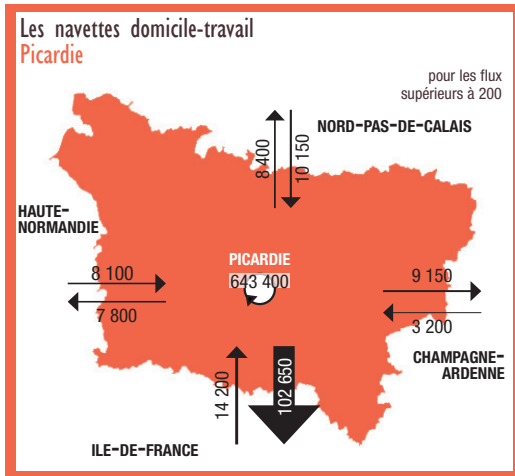 Les navettes domicile-travail
Picardie
pour les flux
supérieurs à 200
NORD-PAS-DE-CALAIS
8 400
10 150
HAUTE-
NORMANDIE
PICARDIE
643 400
8 100
7 800
9 150
3 200
CHAMPAGNE-
ARDENNE
14 200
102 650
ILE-DE-FRANCE